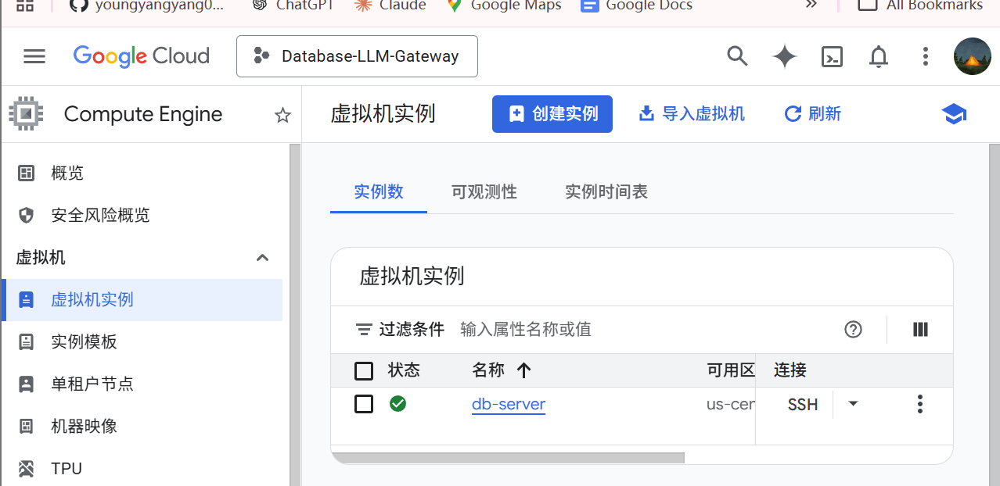 youngyangyang0... ChatGPT Claude Google Maps Google Docs » All Bookmarks
Google Cloud Database-LLM-Gateway
Compute Engine 虚拟机实例 创建实例 导入虚拟机 刷新
概览
安全风险概览
虚拟机
虚拟机实例
实例模板
单租户节点
机器映像
TPU
实例数 可观测性 实例时间表
虚拟机实例
过滤条件 输入属性名称或值
状态 名称 可用区 连接
db-server us-cen SSH